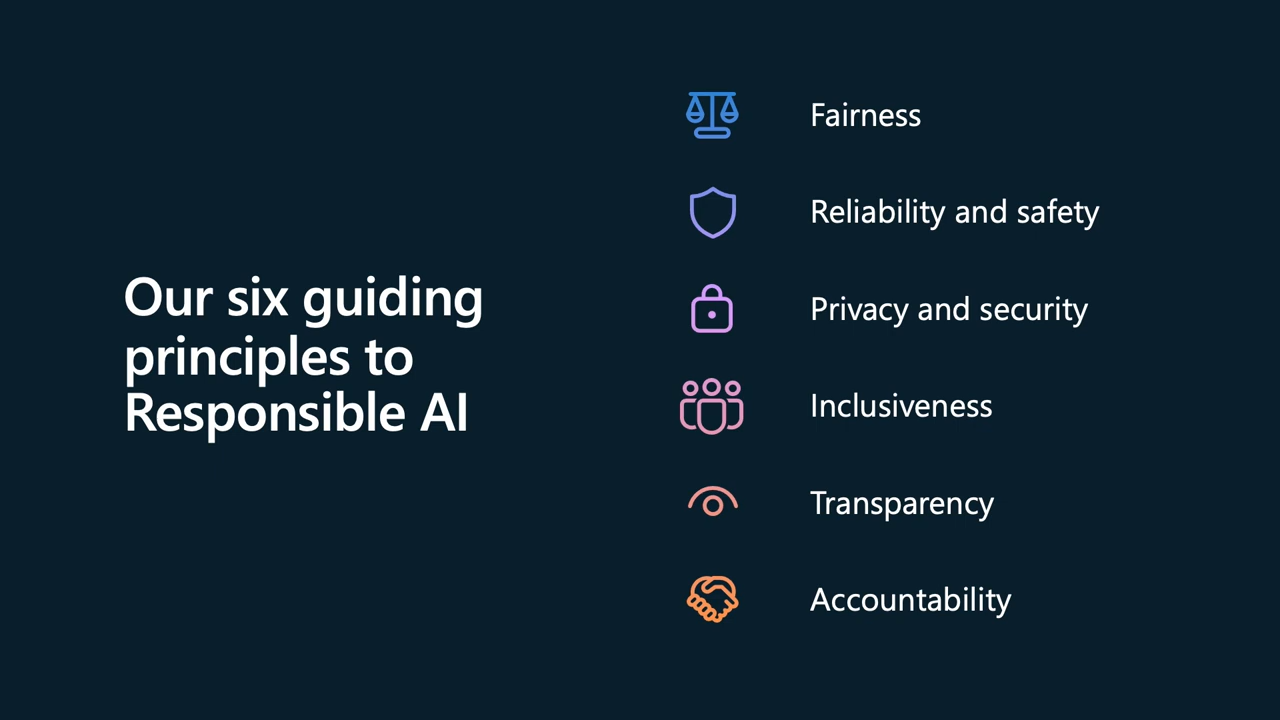 Our six guiding
principles to
Responsible AI
Fairness
Reliability and safety
Privacy and security
Inclusiveness
Transparency
Accountability